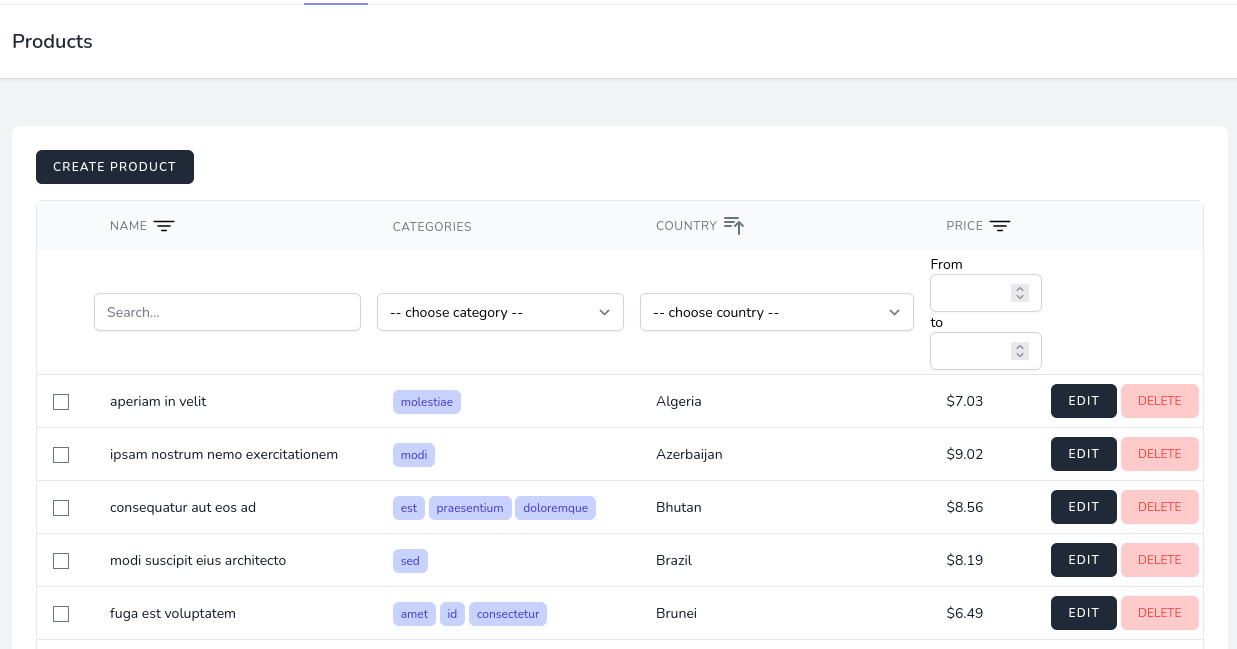 Products
CREATE PRODUCT
NAME CATEGORIES COUNTRY PRICE
From
Search... -- choose category -- -- choose country --
to
aperiam in velit molestiae Algeria $7.03 EDIT DELETE
ipsam nostrum nemo exercitationem modi Azerbaijan $9.02 EDIT DELETE
consequatur aut eos ad est praesentium doloremque Bhutan $8.56 EDIT DELETE
modi suscipit eius architecto sed Brazil $8.19 EDIT DELETE
fuga est voluptatem amet id consectetur Brunei $6.49 EDIT DELETE